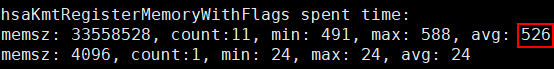 hsaKmtRegisterMemoryWithFlags spent time:
memsz: 33558528, count:11, min: 491, max: 588, avg: 526
memsz: 4096, count:1, min: 24, max: 24, avg: 24